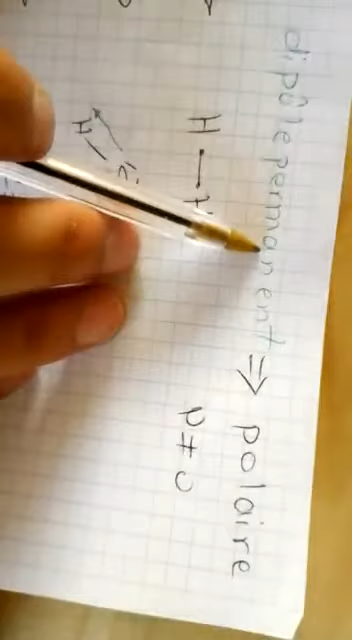 dipôle permanent ⇒ polaire
H — μ ≠ 0
H